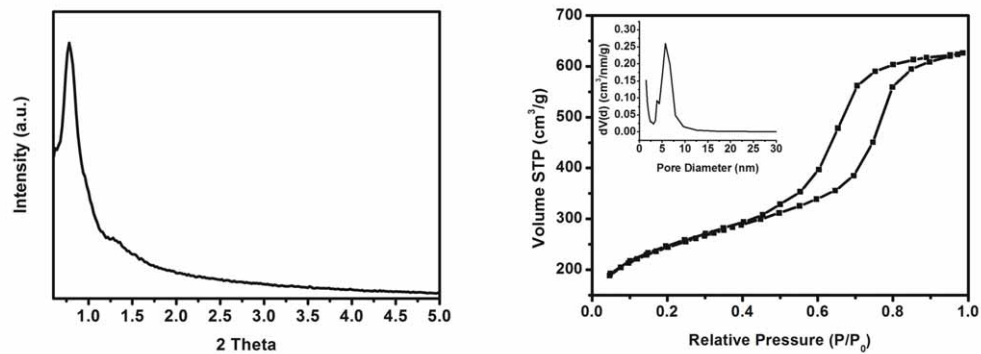 Intensity (a.u.)
1.0 1.5 2.0 2.5 3.0 3.5 4.0 4.5 5.0
2 Theta
700
600
500
400
300
200
Volume STP (cm³/g)
0.0 0.2 0.4 0.6 0.8 1.0
Relative Pressure (P/P₀)
0.30
0.25
0.20
0.15
0.10
0.05
0.00
dV(d) (cm³/nm/g)
0 5 10 15 20 25 30
Pore Diameter (nm)